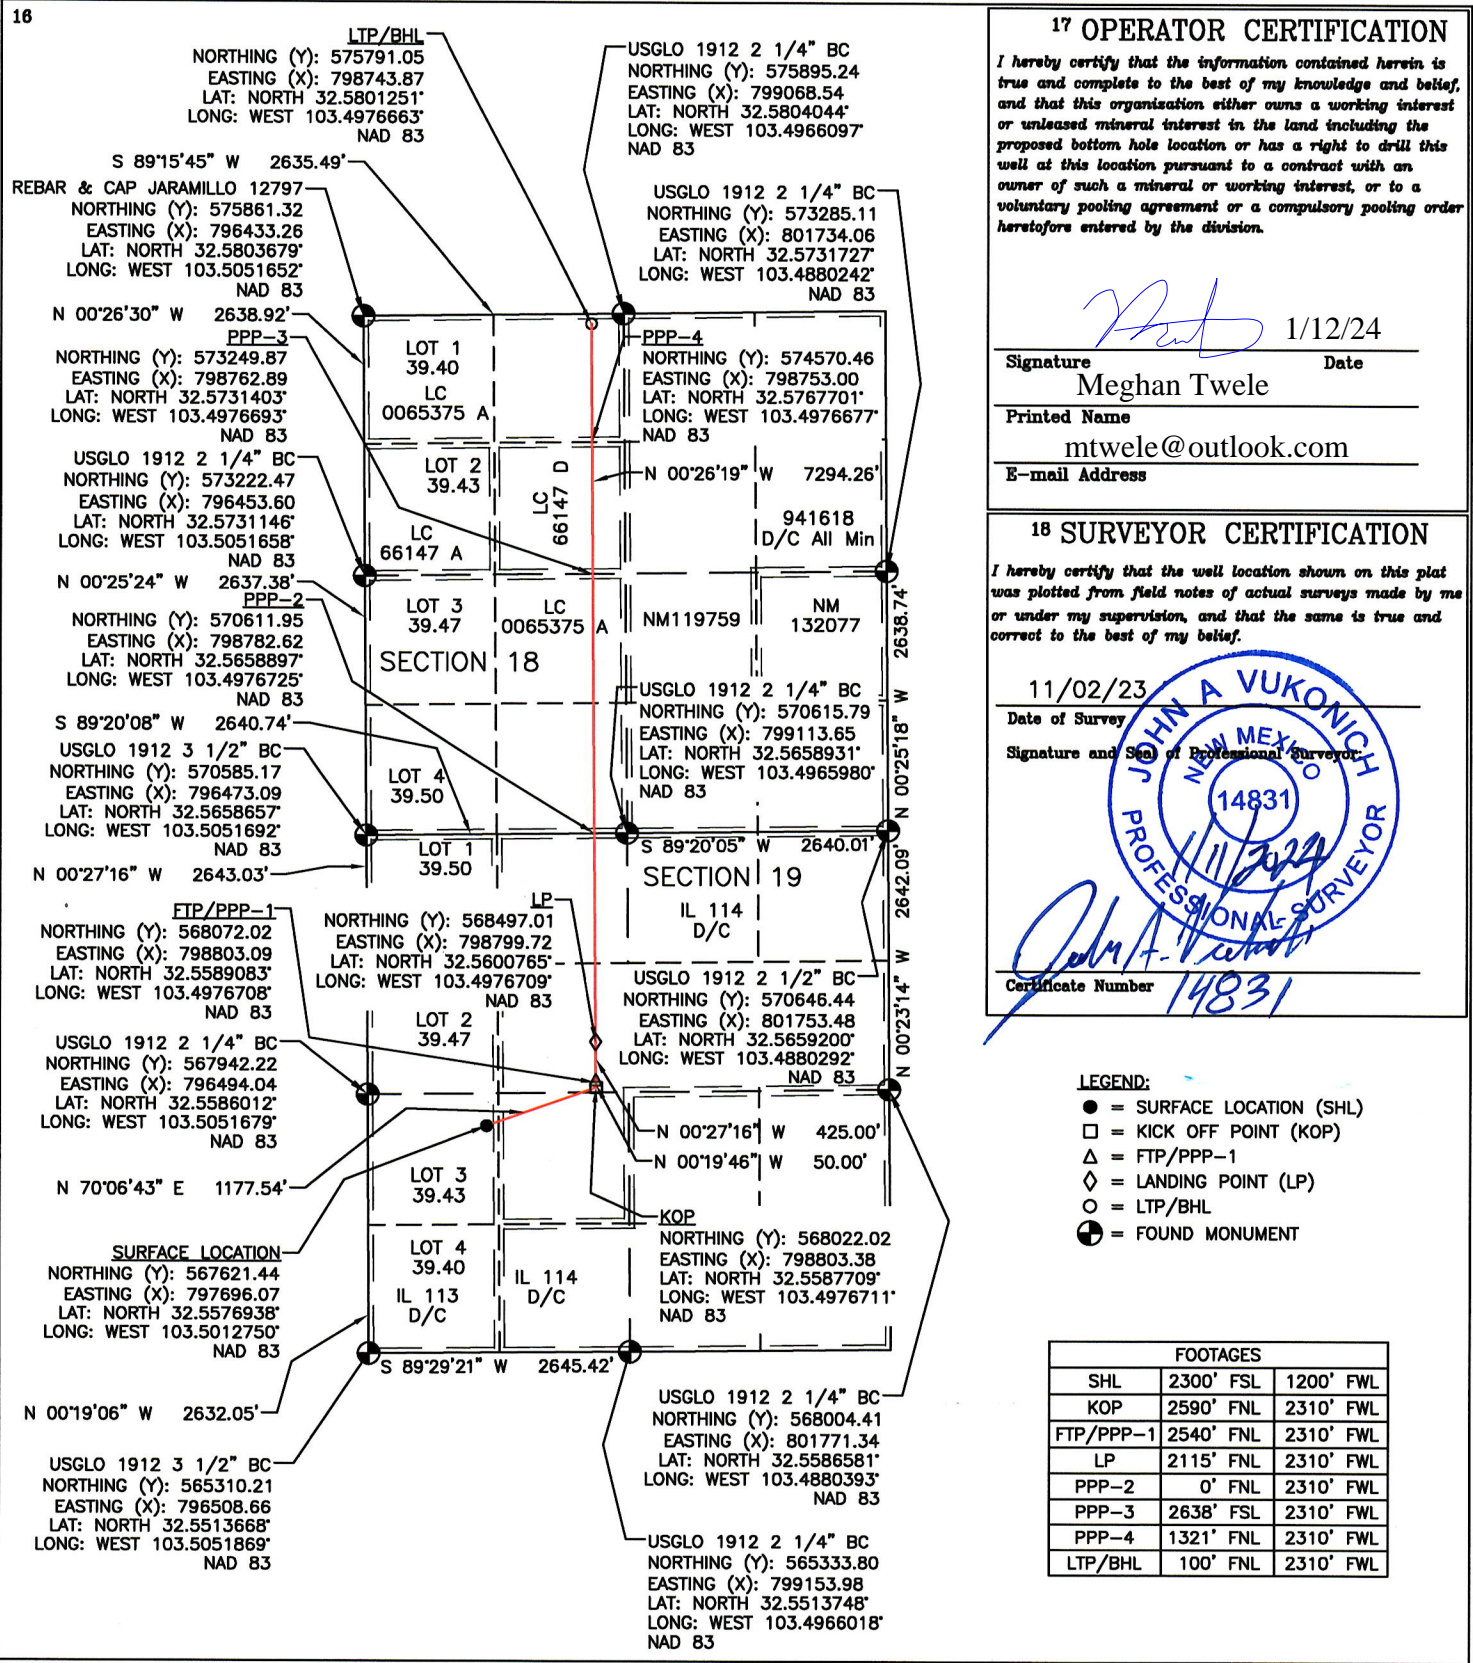 16
LTP/BHL
NORTHING (Y): 575791.05
EASTING (X): 798743.87
LAT: NORTH 32.5801251°
LONG: WEST 103.4976663°
NAD 83
USGLO 1912 2 1/4" BC
NORTHING (Y): 575895.24
EASTING (X): 799068.54
LAT: NORTH 32.5804044°
LONG: WEST 103.4966097°
NAD 83
S 89°15'45" W 2635.49'
REBAR & CAP JARAMILLO 12797
NORTHING (Y): 575861.32
EASTING (X): 796433.26
LAT: NORTH 32.5803679°
LONG: WEST 103.5051652°
NAD 83
USGLO 1912 2 1/4" BC
NORTHING (Y): 573285.11
EASTING (X): 801734.06
LAT: NORTH 32.5731727°
LONG: WEST 103.4880242°
NAD 83
N 00°26'30" W 2638.92'
PPP-3
NORTHING (Y): 573249.87
EASTING (X): 798762.89
LAT: NORTH 32.5731403°
LONG: WEST 103.4976693°
NAD 83
LOT 1
39.40
LC
0065375 A
PPP-4
NORTHING (Y): 574570.46
EASTING (X): 798753.00
LAT: NORTH 32.5767701°
LONG: WEST 103.4976677°
NAD 83
USGLO 1912 2 1/4" BC
NORTHING (Y): 573222.47
EASTING (X): 796453.60
LAT: NORTH 32.5731146°
LONG: WEST 103.5051658°
NAD 83
LOT 2
39.43
LC
66147 A
LC
66147 D
N 00°26'19" W 7294.26'
941618
D/C All Min
N 00°25'24" W 2637.38'
PPP-2
NORTHING (Y): 570611.95
EASTING (X): 798782.62
LAT: NORTH 32.5658897°
LONG: WEST 103.4976725°
NAD 83
LOT 3
39.47
LC
0065375 A
NM119759
NM
132077
SECTION 18
N 00°25'18" W 2638.74'
USGLO 1912 2 1/4" BC
NORTHING (Y): 570615.79
EASTING (X): 799113.65
LAT: NORTH 32.5658931°
LONG: WEST 103.4965980°
NAD 83
S 89°20'08" W 2640.74'
USGLO 1912 3 1/2" BC
NORTHING (Y): 570585.17
EASTING (X): 796473.09
LAT: NORTH 32.5658657°
LONG: WEST 103.5051692°
NAD 83
LOT 4
39.50
LOT 1
39.50
S 89°20'05" W 2640.01'
N 00°27'16" W 2643.03'
SECTION 19
IL 114
D/C
N 00°23'14" W 2642.09'
FTP/PPP-1
NORTHING (Y): 568072.02
EASTING (X): 798803.09
LAT: NORTH 32.5589083°
LONG: WEST 103.4976708°
NAD 83
LP
NORTHING (Y): 568497.01
EASTING (X): 798799.72
LAT: NORTH 32.5600765°
LONG: WEST 103.4976709°
NAD 83
USGLO 1912 2 1/2" BC
NORTHING (Y): 570646.44
EASTING (X): 801753.48
LAT: NORTH 32.5659200°
LONG: WEST 103.4880292°
NAD 83
LOT 2
39.47
USGLO 1912 2 1/4" BC
NORTHING (Y): 567942.22
EASTING (X): 796494.04
LAT: NORTH 32.5586012°
LONG: WEST 103.5051679°
NAD 83
N 00°27'16" W 425.00'
N 00°19'46" W 50.00'
N 70°06'43" E 1177.54'
LOT 3
39.43
KOP
NORTHING (Y): 568022.02
EASTING (X): 798803.38
LAT: NORTH 32.5587709°
LONG: WEST 103.4976711°
NAD 83
SURFACE LOCATION
NORTHING (Y): 567621.44
EASTING (X): 797696.07
LAT: NORTH 32.5576938°
LONG: WEST 103.5012750°
NAD 83
LOT 4
39.40
IL 113
D/C
IL 114
D/C
S 89°29'21" W 2645.42'
N 00°19'06" W 2632.05'
USGLO 1912 2 1/4" BC
NORTHING (Y): 568004.41
EASTING (X): 801771.34
LAT: NORTH 32.5586581°
LONG: WEST 103.4880393°
NAD 83
USGLO 1912 3 1/2" BC
NORTHING (Y): 565310.21
EASTING (X): 796508.66
LAT: NORTH 32.5513668°
LONG: WEST 103.5051869°
NAD 83
USGLO 1912 2 1/4" BC
NORTHING (Y): 565333.80
EASTING (X): 799153.98
LAT: NORTH 32.5513748°
LONG: WEST 103.4966018°
NAD 83
17 OPERATOR CERTIFICATION
I hereby certify that the information contained herein is
true and complete to the best of my knowledge and belief,
and that this organization either owns a working interest
or unleased mineral interest in the land including the
proposed bottom hole location or has a right to drill this
well at this location pursuant to a contract with an
owner of such a mineral or working interest, or to a
voluntary pooling agreement or a compulsory pooling order
heretofore entered by the division.
1/12/24
Signature Date
Meghan Twele
Printed Name
mtwele@outlook.com
E-mail Address
18 SURVEYOR CERTIFICATION
I hereby certify that the well location shown on this plat
was plotted from field notes of actual surveys made by me
or under my supervision, and that the same is true and
correct to the best of my belief.
11/02/23
Date of Survey
Signature and Seal of Professional Surveyor:
JOHN A VUKONICH
NEW MEXICO
14831
PROFESSIONAL SURVEYOR
1/11/2024
John A. Vukonich
Certificate Number 14831
LEGEND:
● = SURFACE LOCATION (SHL)
□ = KICK OFF POINT (KOP)
△ = FTP/PPP-1
◇ = LANDING POINT (LP)
○ = LTP/BHL
= FOUND MONUMENT
FOOTAGES
SHL 2300' FSL 1200' FWL
KOP 2590' FNL 2310' FWL
FTP/PPP-1 2540' FNL 2310' FWL
LP 2115' FNL 2310' FWL
PPP-2 0' FNL 2310' FWL
PPP-3 2638' FSL 2310' FWL
PPP-4 1321' FNL 2310' FWL
LTP/BHL 100' FNL 2310' FWL